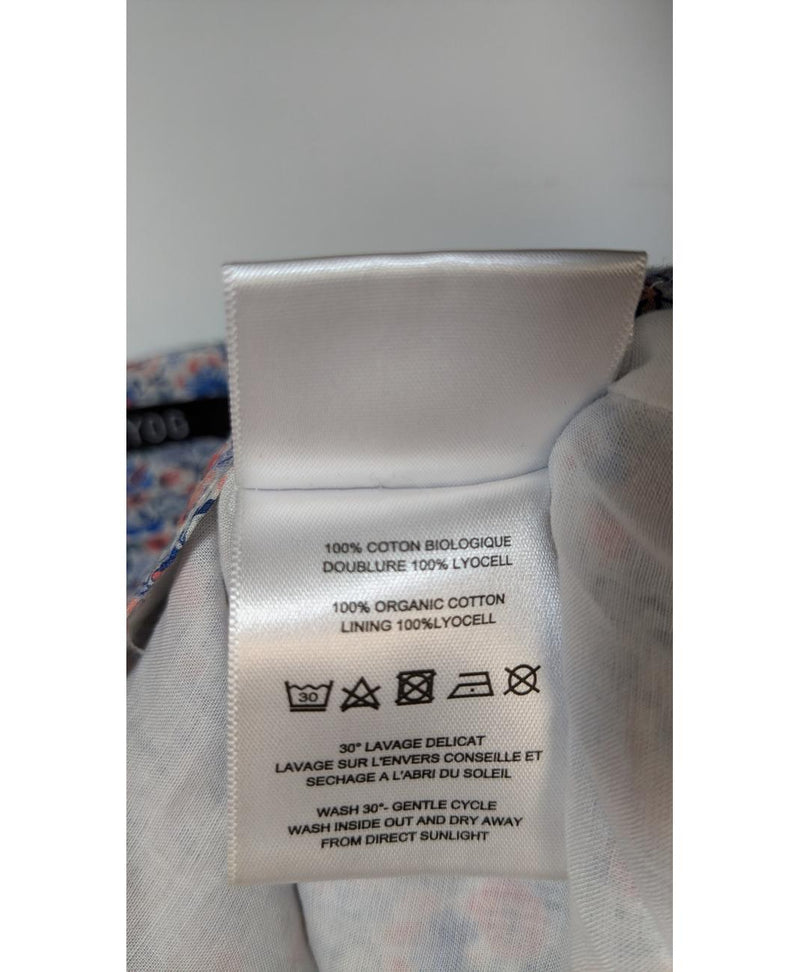 YOG
100% COTON BIOLOGIQUE
DOUBLURE 100% LYOCELL
100% ORGANIC COTTON
LINING 100%LYOCELL
30
30° LAVAGE DELICAT
LAVAGE SUR L'ENVERS CONSEILLE ET
SECHAGE A L'ABRI DU SOLEIL
WASH 30°- GENTLE CYCLE
WASH INSIDE OUT AND DRY AWAY
FROM DIRECT SUNLIGHT